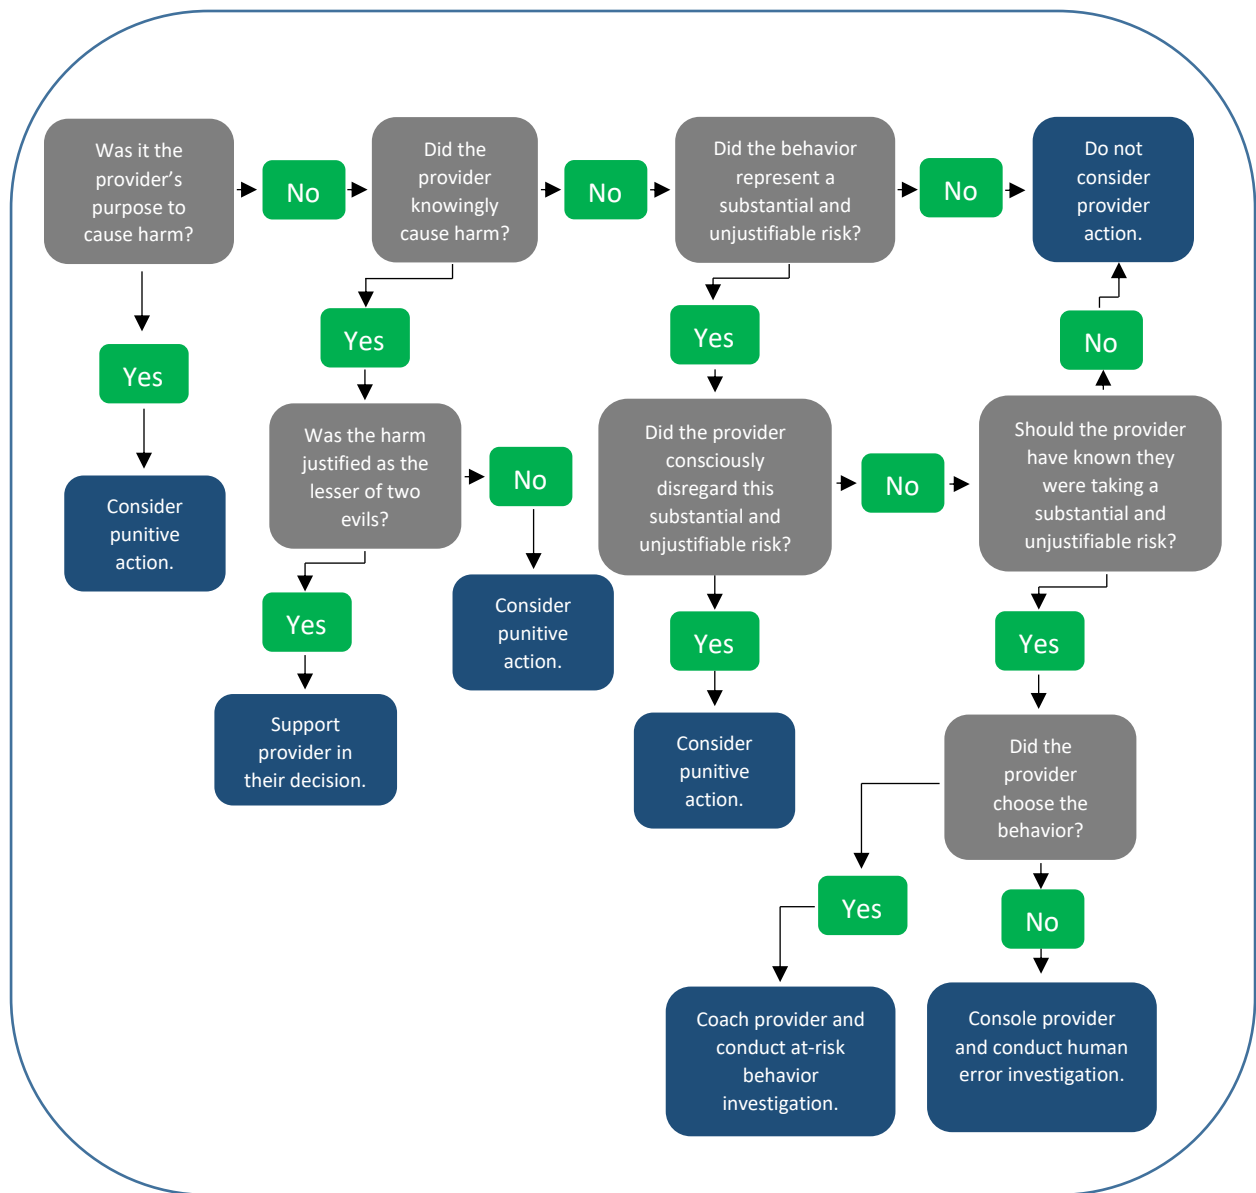 Was it the
provider's
purpose to
cause harm?
No
Did the
provider
knowingly
cause harm?
No
Did the behavior
represent a
substantial and
unjustifiable risk?
No
Do not
consider
provider
action.
Yes
Consider
punitive
action.
Yes
Was the harm
justified as the
lesser of two
evils?
No
Consider
punitive
action.
Yes
Support
provider in
their decision.
Yes
Did the provider
consciously
disregard this
substantial and
unjustifiable risk?
No
Should the provider
have known they
were taking a
substantial and
unjustifiable risk?
No
Yes
Consider
punitive
action.
Yes
Did the
provider
choose the
behavior?
Yes
No
Coach provider and
conduct at-risk
behavior
investigation.
Console provider
and conduct human
error investigation.